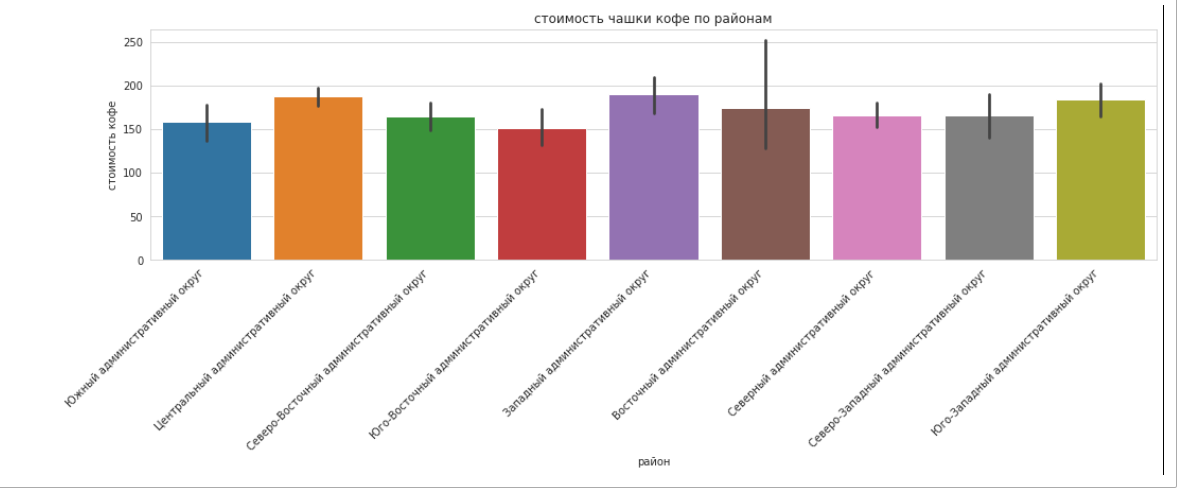 стоимость чашки кофе по районам
стоимость кофе
250
200
150
100
50
0
Южный административный округ
Центральный административный округ
Северо-Восточный административный округ
Юго-Восточный административный округ
Западный административный округ
Восточный административный округ
Северный административный округ
Северо-Западный административный округ
Юго-Западный административный округ
район